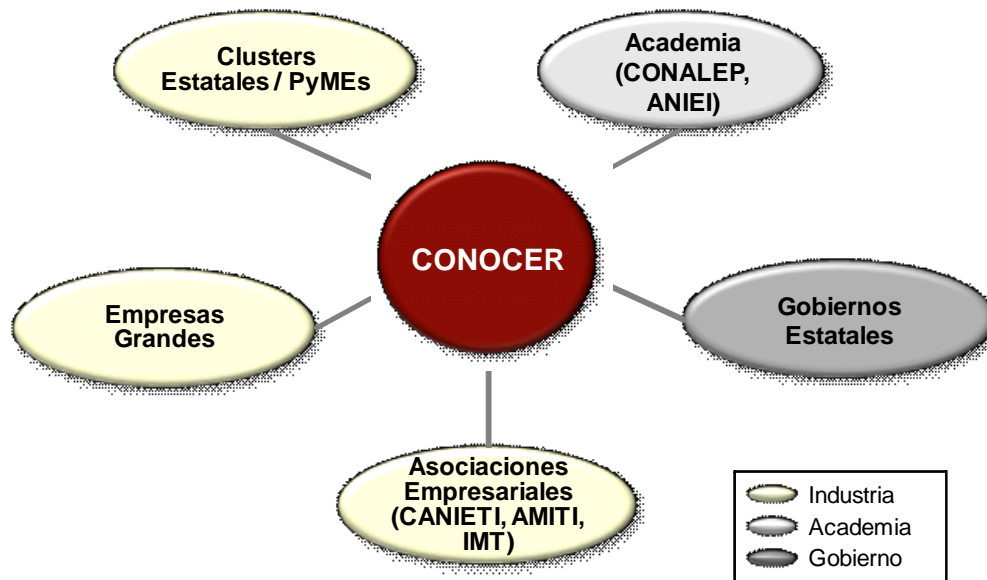 Clusters
Estatales / PyMEs
Academia
(CONALEP,
ANIEI)
CONOCER
Empresas
Grandes
Gobiernos
Estatales
Asociaciones
Empresariales
(CANIETI, AMITI,
IMT)
Industria
Academia
Gobierno